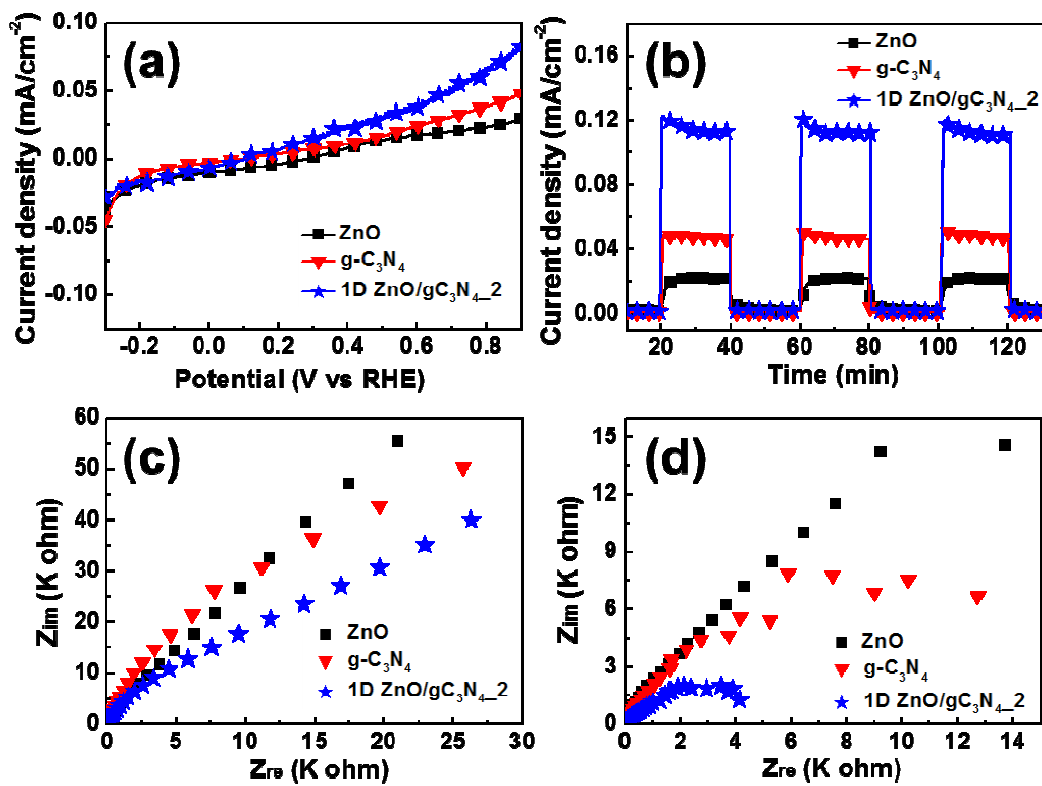 (a)
Current density (mA/cm⁻²)
0.10
0.05
0.00
-0.05
-0.10
ZnO
g-C₃N₄
1D ZnO/gC₃N₄_2
-0.2 0.0 0.2 0.4 0.6 0.8
Potential (V vs RHE)
(b)
Current density (mA/cm⁻²)
0.16
0.12
0.08
0.04
0.00
ZnO
g-C₃N₄
1D ZnO/gC₃N₄_2
20 40 60 80 100 120
Time (min)
(c)
Zim (K ohm)
60
50
40
30
20
10
0
ZnO
g-C₃N₄
1D ZnO/gC₃N₄_2
0 5 10 15 20 25 30
Zre (K ohm)
(d)
Zim (K ohm)
15
12
9
6
3
0
ZnO
g-C₃N₄
1D ZnO/gC₃N₄_2
0 2 4 6 8 10 12 14
Zre (K ohm)